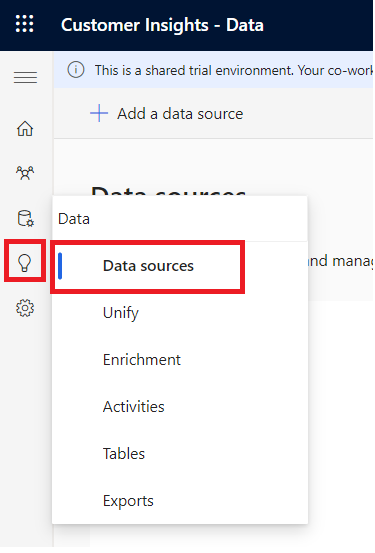 Customer Insights - Data
This is a shared trial environment. Your co-work
Add a data source
Data sources
and manag
Data
Data sources
Unify
Enrichment
Activities
Tables
Exports